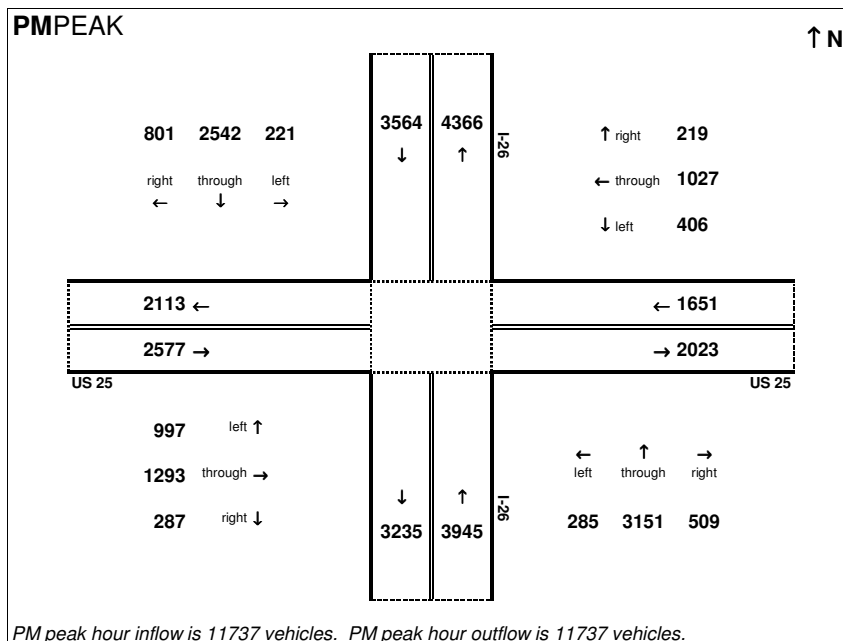 PMPEAK
↑ N
801 2542 221
right through left
← ↓ →
3564 4366
↓ ↑
I-26
↑ right 219
← through 1027
↓ left 406
2113 ←
← 1651
2577 →
→ 2023
US 25
US 25
997 left ↑
1293 through →
287 right ↓
↓ ↑
3235 3945
I-26
← ↑ →
left through right
285 3151 509
PM peak hour inflow is 11737 vehicles. PM peak hour outflow is 11737 vehicles.